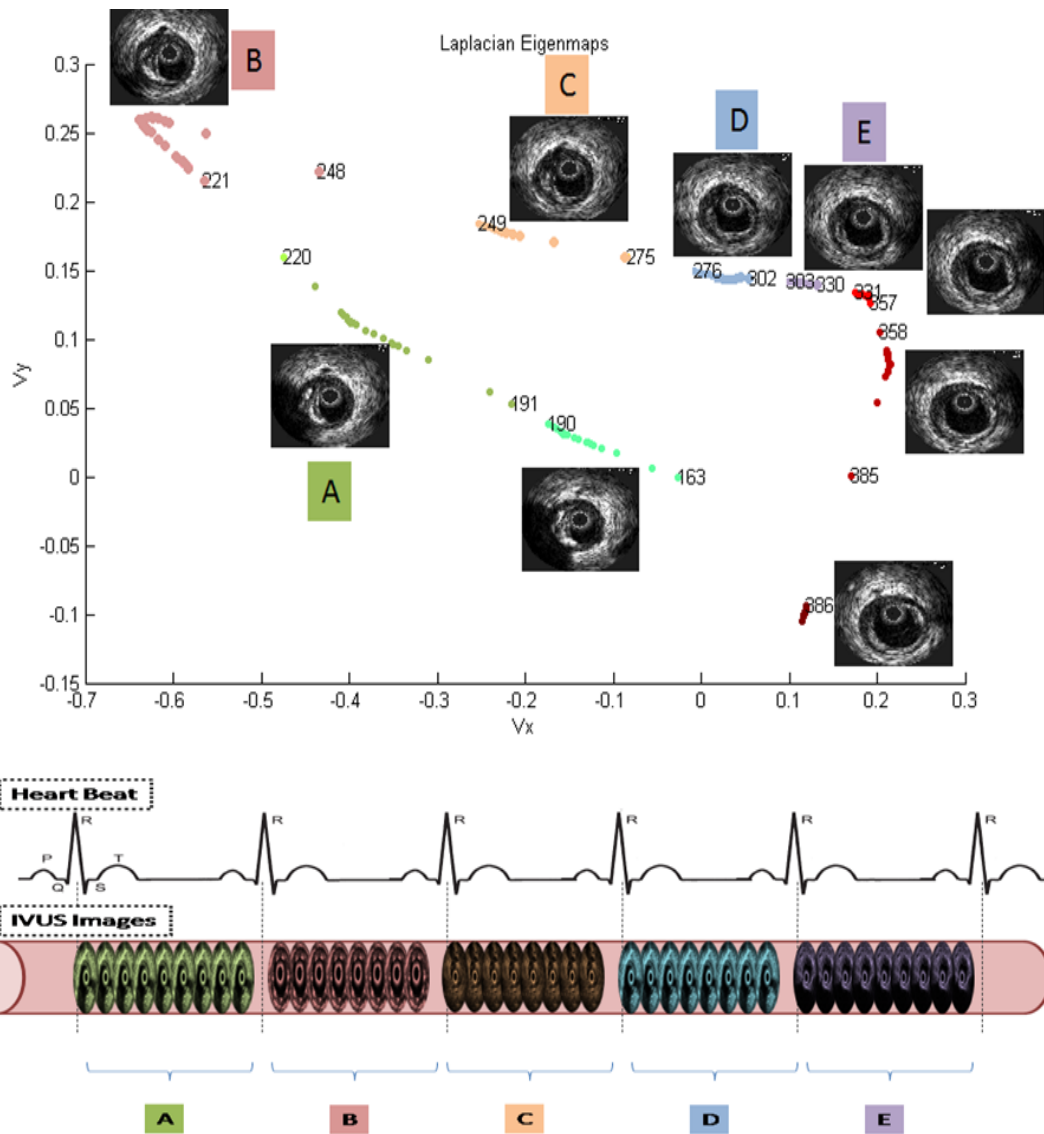 Laplacian Eigenmaps
B
C
D
E
A
0.3
0.25
0.2
0.15
0.1
0.05
0
-0.05
-0.1
-0.15
Vy
221
248
249
275
276
302
303
330
331
357
358
220
191
190
163
385
386
-0.7
-0.6
-0.5
-0.4
-0.3
-0.2
-0.1
0
0.1
0.2
0.3
Vx
Heart Beat
R R R R R R
P T
Q S
IVUS Images
A B C D E